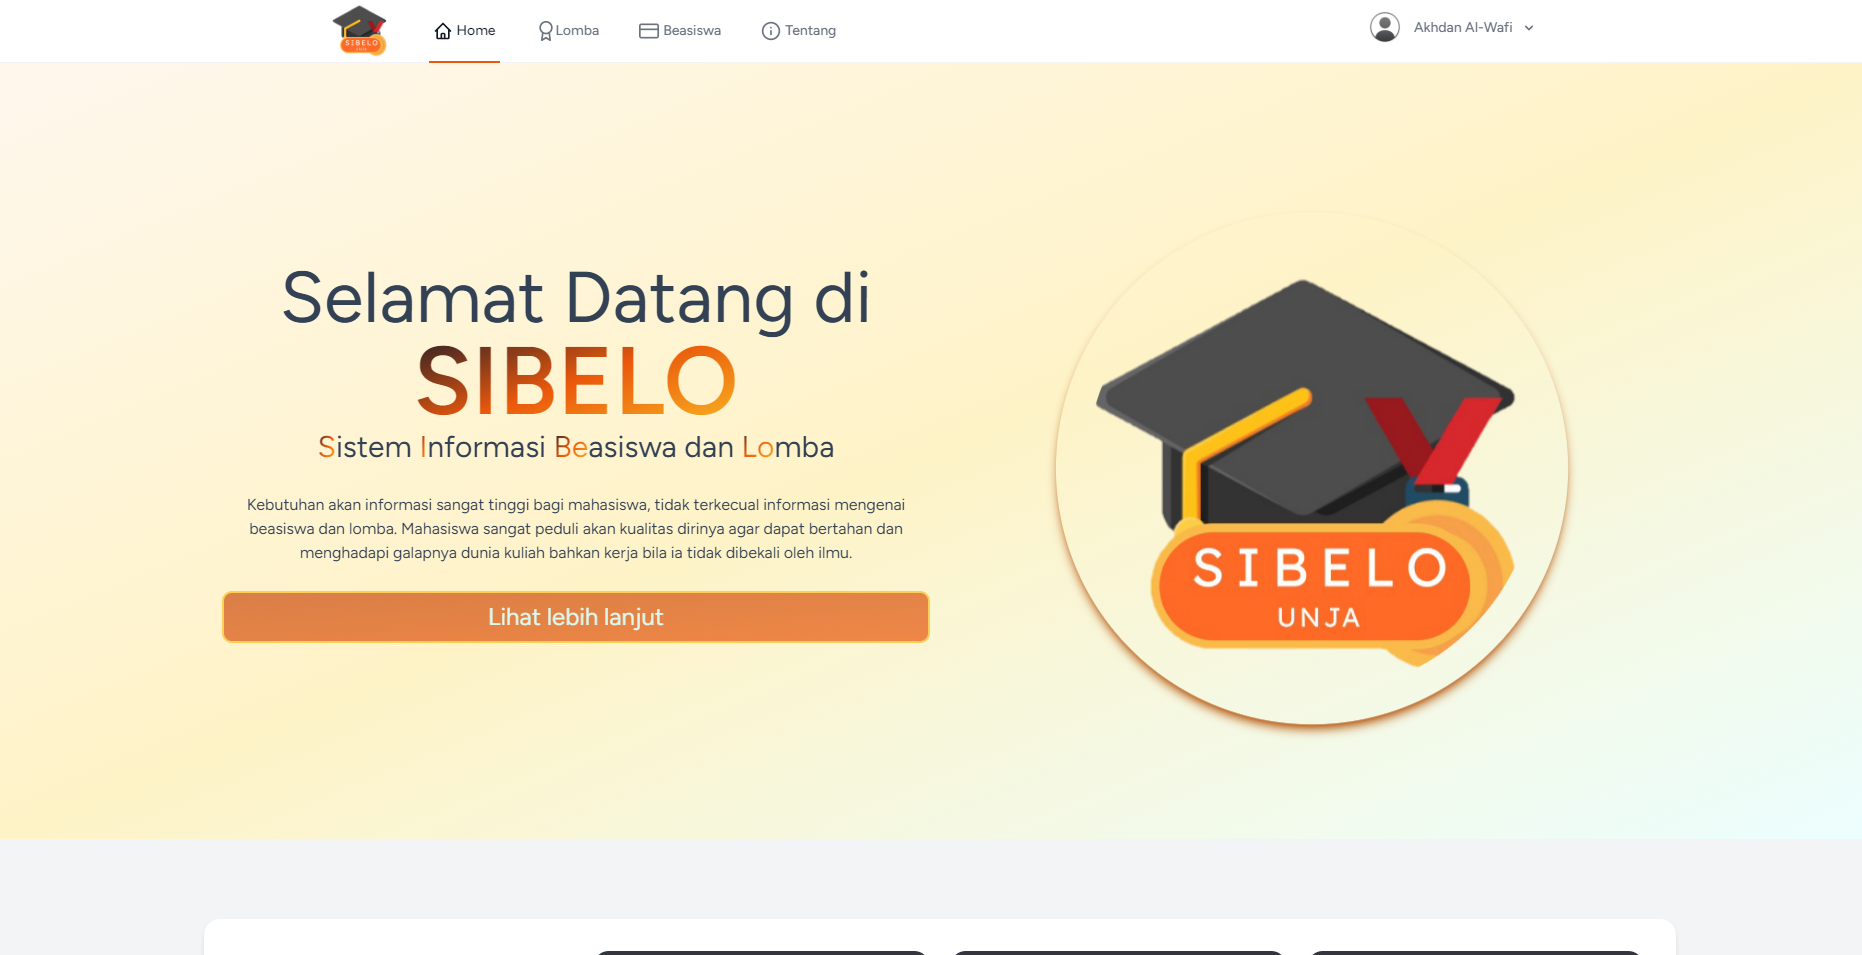 SIBELO
Home
Lomba
Beasiswa
Tentang
Akhdan Al-Wafi
Selamat Datang di
SIBELO
Sistem Informasi Beasiswa dan Lomba
Kebutuhan akan informasi sangat tinggi bagi mahasiswa, tidak terkecual informasi mengenai
beasiswa dan lomba. Mahasiswa sangat peduli akan kualitas dirinya agar dapat bertahan dan
menghadapi galapnya dunia kuliah bahkan kerja bila ia tidak dibekali oleh ilmu.
Lihat lebih lanjut
SIBELO
UNJA